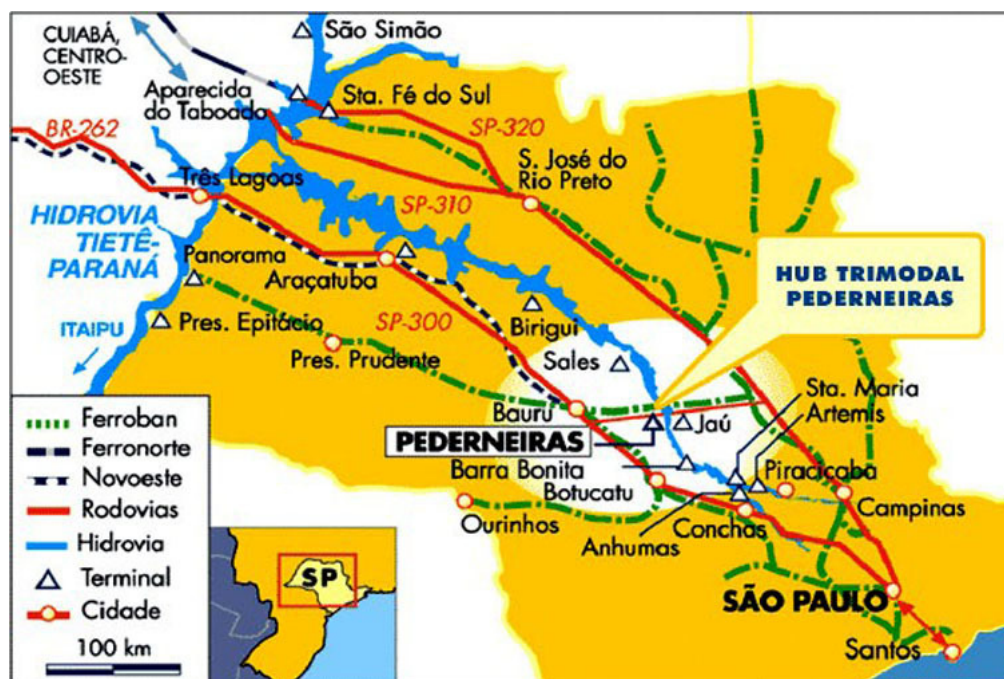 CUIABÁ,
CENTRO-
OESTE
São Simão
Aparecida
do Taboado
Sta. Fé do Sul
BR-262
SP-320
S. José do
Rio Preto
Três Lagoas
SP-310
HIDROVIA
TIETÊ-
PARANÁ
Panorama
Araçatuba
HUB TRIMODAL
PEDERNEIRAS
ITAIPU
Pres. Epitácio
SP-300
Birigui
Pres. Prudente
Sales
Sta. Maria
Artemis
Bauru
PEDERNEIRAS
Jaú
Barra Bonita
Piracicaba
Botucatu
Campinas
Ourinhos
Anhumas
Conchas
SÃO PAULO
Santos
Ferroban
Ferronorte
Novoeste
Rodovias
Hidrovia
Terminal
Cidade
100 km
SP